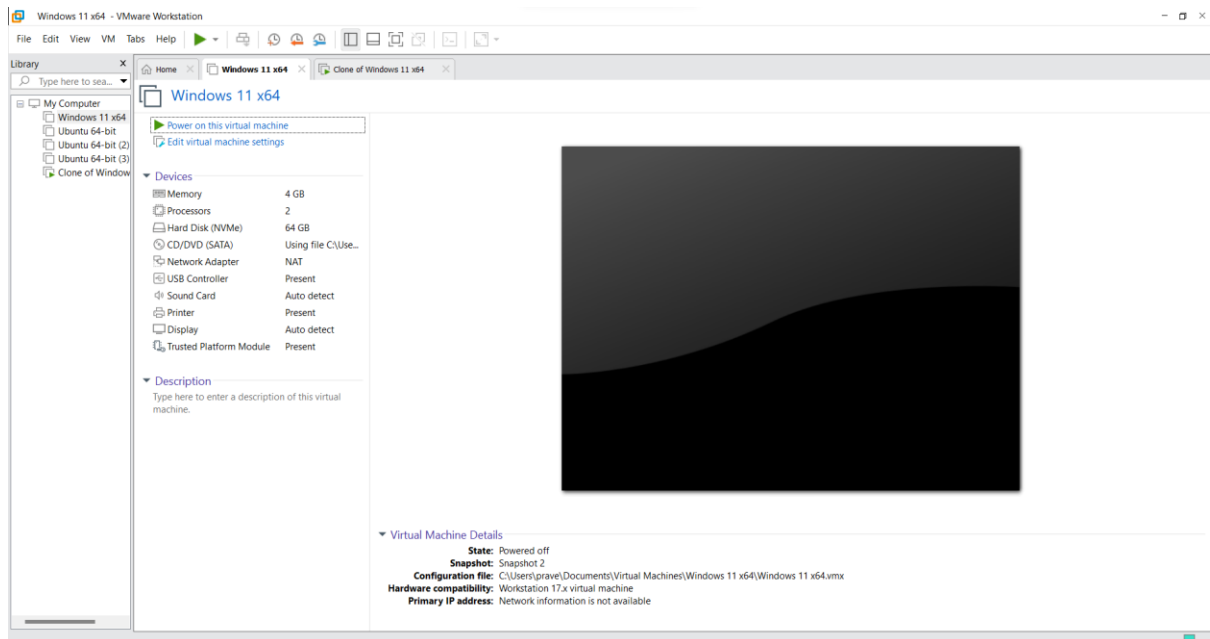 Windows 11 x64 - VMware Workstation
File Edit View VM Tabs Help
Library X
Type here to sea...
My Computer
Windows 11 x64
Ubuntu 64-bit
Ubuntu 64-bit (2)
Ubuntu 64-bit (3)
Clone of Window
Home Windows 11 x64 Clone of Windows 11 x64
Windows 11 x64
Power on this virtual machine
Edit virtual machine settings
Devices
Memory 4 GB
Processors 2
Hard Disk (NVMe) 64 GB
CD/DVD (SATA) Using file C:\Use...
Network Adapter NAT
USB Controller Present
Sound Card Auto detect
Printer Present
Display Auto detect
Trusted Platform Module Present
Description
Type here to enter a description of this virtual
machine.
Virtual Machine Details
State: Powered off
Snapshot: Snapshot 2
Configuration file: C:\Users\prave\Documents\Virtual Machines\Windows 11 x64\Windows 11 x64.vmx
Hardware compatibility: Workstation 17.x virtual machine
Primary IP address: Network information is not available